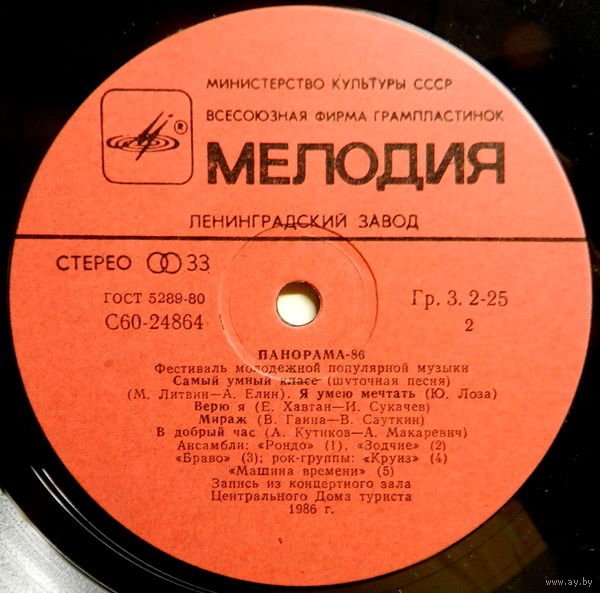 МИНИСТЕРСТВО КУЛЬТУРЫ СССР
ВСЕСОЮЗНАЯ ФИРМА ГРАМПЛАСТИНОК
®
МЕЛОДИЯ
ЛЕНИНГРАДСКИЙ ЗАВОД
СТЕРЕО 33
ГОСТ 5289-80
Гр. 3. 2-25
С60-24864
2
ПАНОРАМА-86
Фестиваль молодежной популярной музыки
Самый умный класс (шуточная песня)
(М. Литвин—А. Елин). Я умею мечтать (Ю. Лоза)
Верю я (Е. Хавтан—И. Сукачев)
Мираж (В. Гаина—В. Сауткин)
В добрый час (А. Кутиков—А. Макаревич)
Ансамбли: «Рондо» (1), «Зодчие» (2)
«Браво» (3); рок-группы: «Круиз» (4)
«Машина времени» (5)
Запись из концертного зала
Центрального Дома туриста
1986 г.
www.ay.by